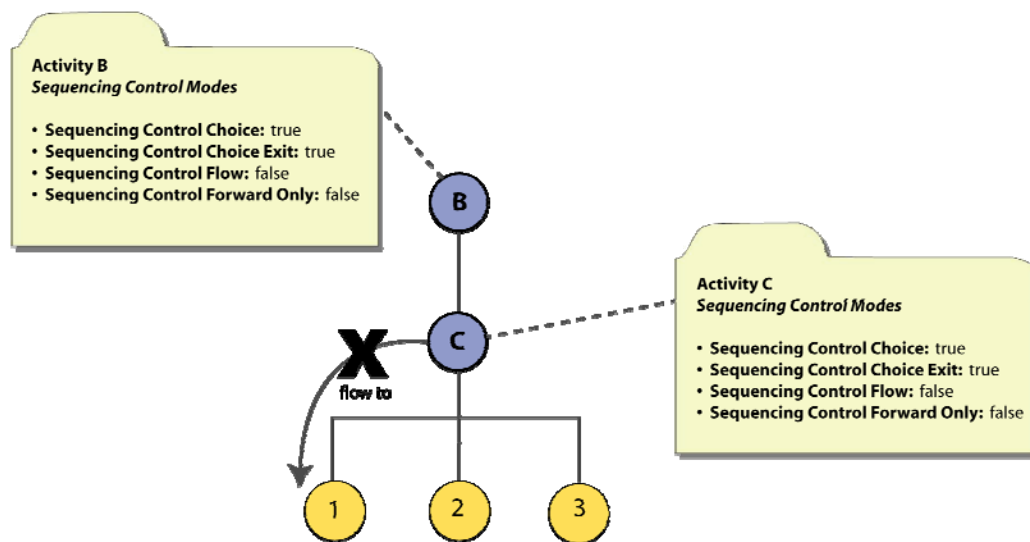 Activity B
Sequencing Control Modes
• Sequencing Control Choice: true
• Sequencing Control Choice Exit: true
• Sequencing Control Flow: false
• Sequencing Control Forward Only: false
B
Activity C
Sequencing Control Modes
• Sequencing Control Choice: true
• Sequencing Control Choice Exit: true
• Sequencing Control Flow: false
• Sequencing Control Forward Only: false
C
X
flow to
1
2
3